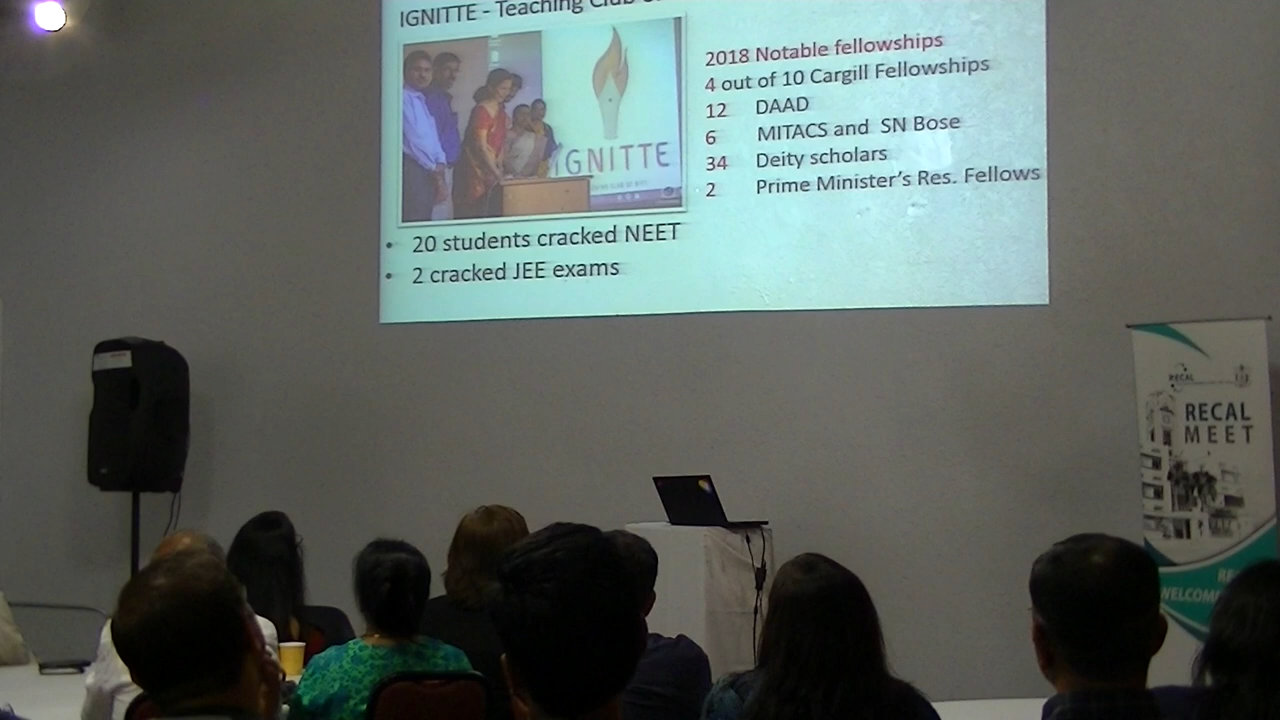 IGNITTE - Teaching Club
2018 Notable fellowships
4 out of 10 Cargill Fellowships
12 DAAD
6 MITACS and SN Bose
34 Deity scholars
2 Prime Minister's Res. Fellows
IGNITTE
• 20 students cracked NEET
• 2 cracked JEE exams
RECAL
RECAL
MEET
WELCOM